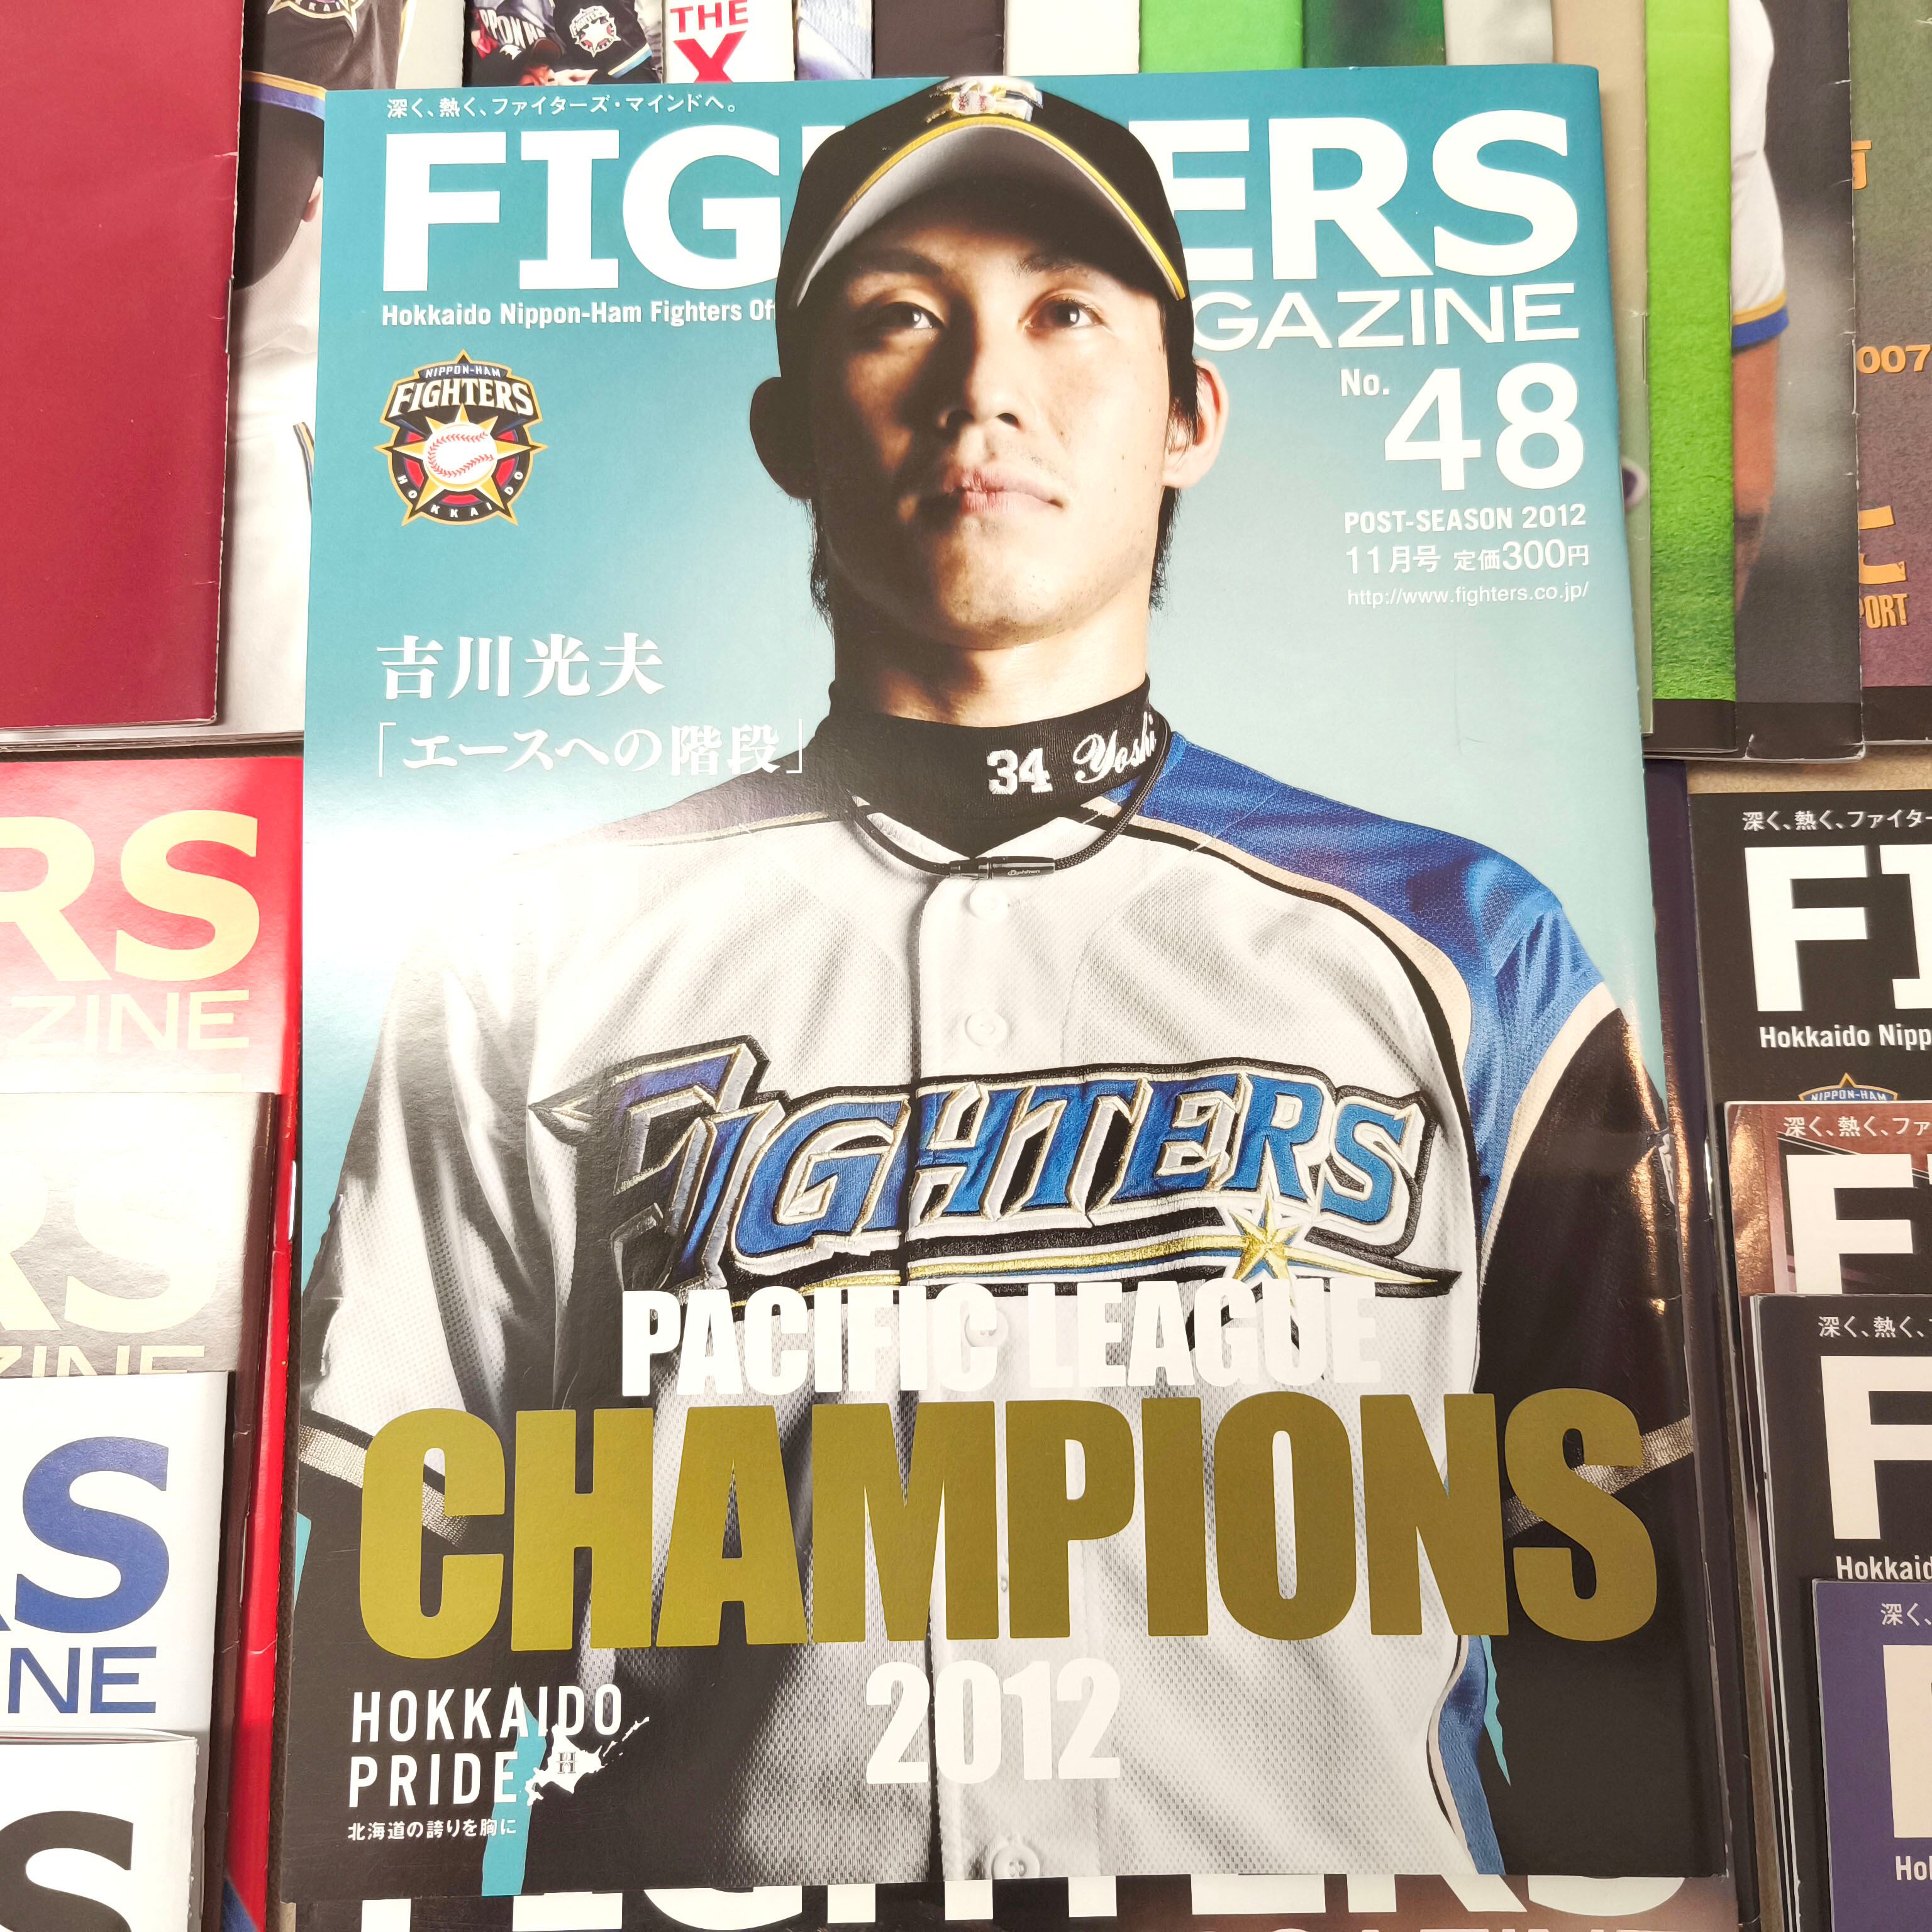 THE
X
深く、熱く、ファイターズ・マインドへ。
FIGHTERS
Hokkaido Nippon-Ham Fighters Of
GAZINE
NIPPON-HAM
FIGHTERS
HOKKAIDO
No. 48
POST-SEASON 2012
11月号 定価300円
http://www.fighters.co.jp/
吉川光夫
「エースへの階段」
34 Yoshi
FIGHTERS
PACIFIC LEAGUE
CHAMPIONS
2012
HOKKAIDO
PRIDE
H
北海道の誇りを胸に
007
PORT
RS
ZINE
RS
ZINE
S
NE
S
深く、熱く、ファイター
FI
Hokkaido Nipp
NIPPON-HAM
深く、熱く、ファ
F
深く、熱く、
F
Hokkaid
深く、
Hol
FIGHTERS